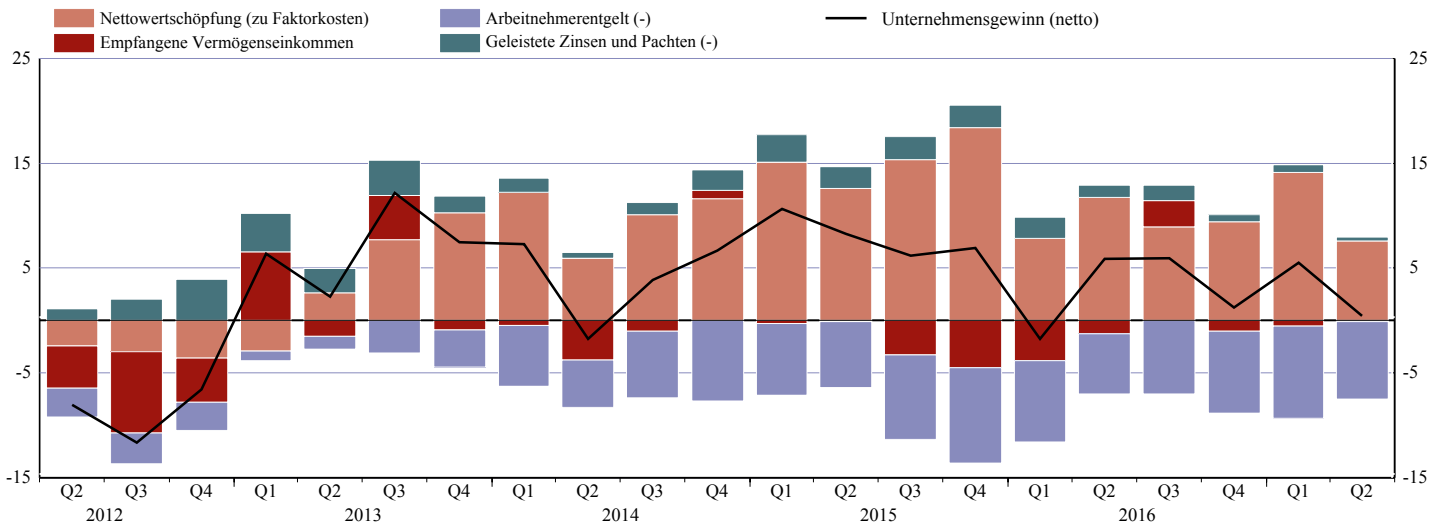 Nettowertschöpfung (zu Faktorkosten) Arbeitnehmerentgelt (-) Unternehmensgewinn (netto)
Empfangene Vermögenseinkommen Geleistete Zinsen und Pachten (-)
25 25
15 15
5 5
-5 -5
-15 -15
Q2 Q3 Q4 Q1 Q2 Q3 Q4 Q1 Q2 Q3 Q4 Q1 Q2 Q3 Q4 Q1 Q2 Q3 Q4 Q1 Q2
2012 2013 2014 2015 2016